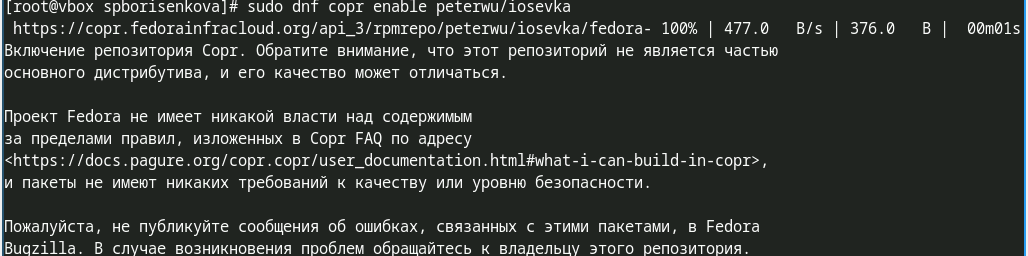 [root@vbox spborisenkova]# sudo dnf copr enable peterwu/iosevka
https://copr.fedorainfracloud.org/api_3/rpmrepo/peterwu/iosevka/fedora- 100% | 477.0   B/s | 376.0   B |  00m01s
Включение репозитория Copr. Обратите внимание, что этот репозиторий не является частью
основного дистрибутива, и его качество может отличаться.
Проект Fedora не имеет никакой власти над содержимым
за пределами правил, изложенных в Copr FAQ по адресу
<https://docs.pagure.org/copr.copr/user_documentation.html#what-i-can-build-in-copr>,
и пакеты не имеют никаких требований к качеству или уровню безопасности.
Пожалуйста, не публикуйте сообщения об ошибках, связанных с этими пакетами, в Fedora
Bugzilla. В случае возникновения проблем обращайтесь к владельцу этого репозитория.